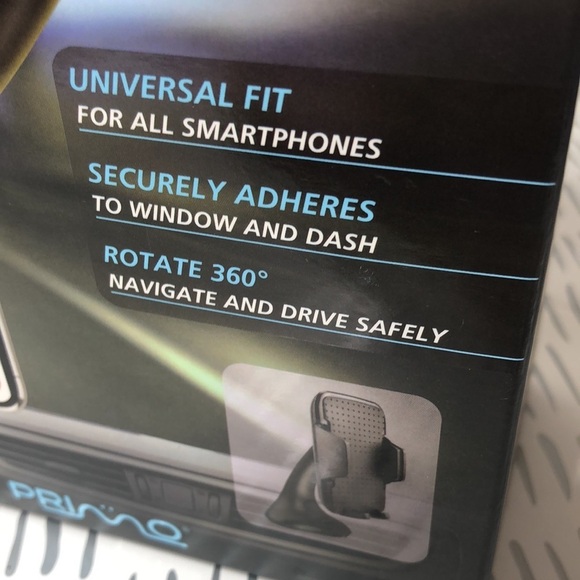 UNIVERSAL FIT
FOR ALL SMARTPHONES
SECURELY ADHERES
TO WINDOW AND DASH
ROTATE 360°
NAVIGATE AND DRIVE SAFELY
PRIMO